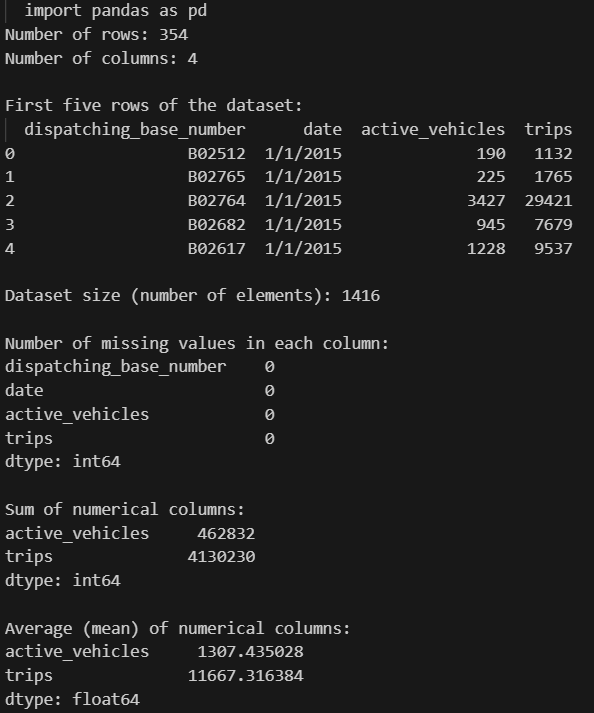 import pandas as pd
Number of rows: 354
Number of columns: 4
First five rows of the dataset:
dispatching_base_number date active_vehicles trips
0 B02512 1/1/2015 190 1132
1 B02765 1/1/2015 225 1765
2 B02764 1/1/2015 3427 29421
3 B02682 1/1/2015 945 7679
4 B02617 1/1/2015 1228 9537
Dataset size (number of elements): 1416
Number of missing values in each column:
dispatching_base_number 0
date 0
active_vehicles 0
trips 0
dtype: int64
Sum of numerical columns:
active_vehicles 462832
trips 4130230
dtype: int64
Average (mean) of numerical columns:
active_vehicles 1307.435028
trips 11667.316384
dtype: float64